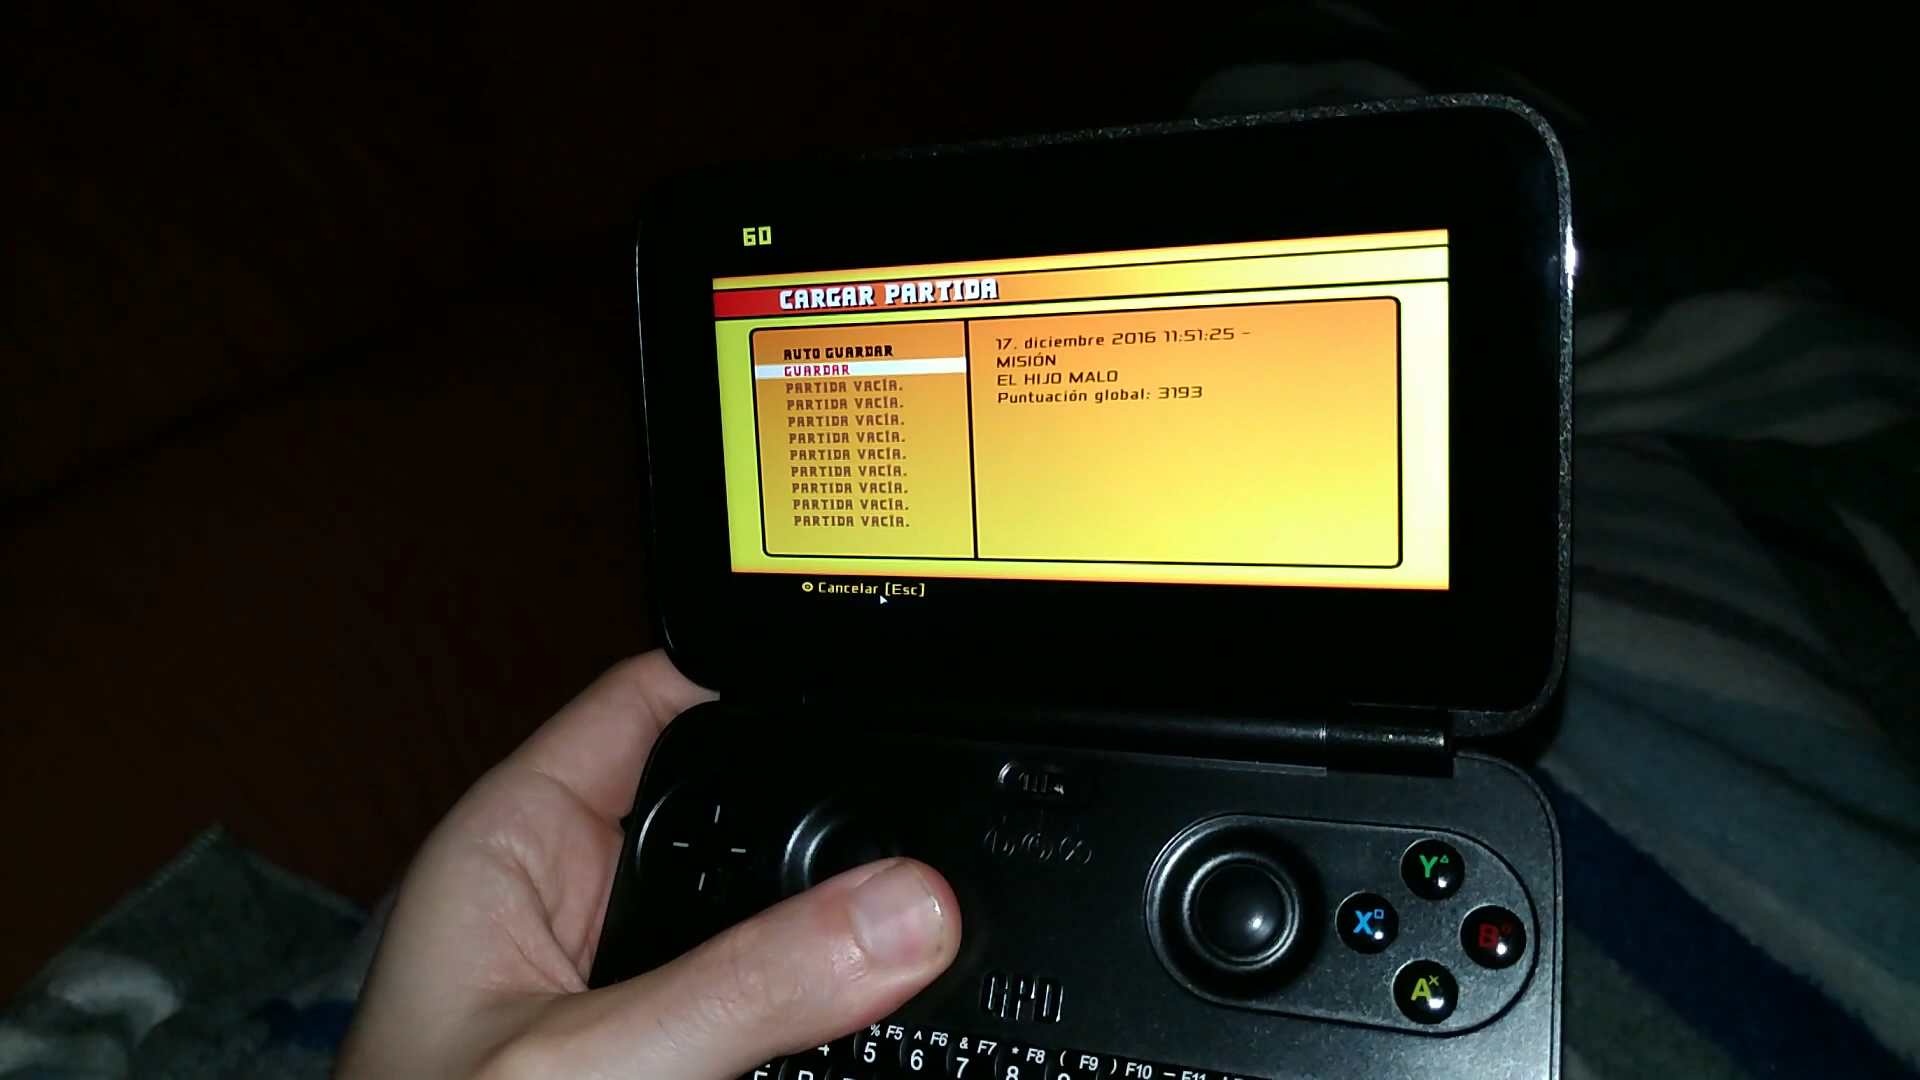 60
CARGAR PARTIDA
AUTO GUARDAR
GUARDAR
PARTIDA VACÍA.
PARTIDA VACÍA.
PARTIDA VACÍA.
PARTIDA VACÍA.
PARTIDA VACÍA.
PARTIDA VACÍA.
PARTIDA VACÍA.
PARTIDA VACÍA.
PARTIDA VACÍA.
17. diciembre 2016 11:51:25 -
MISIÓN
EL HIJO MALO
Puntuación global: 3193
Cancelar [Esc]
Y
X
B
A
GPD
% F5 ^ F6 & F7 * F8 ( F9 ) F10 - F11
4 5 6 7 8